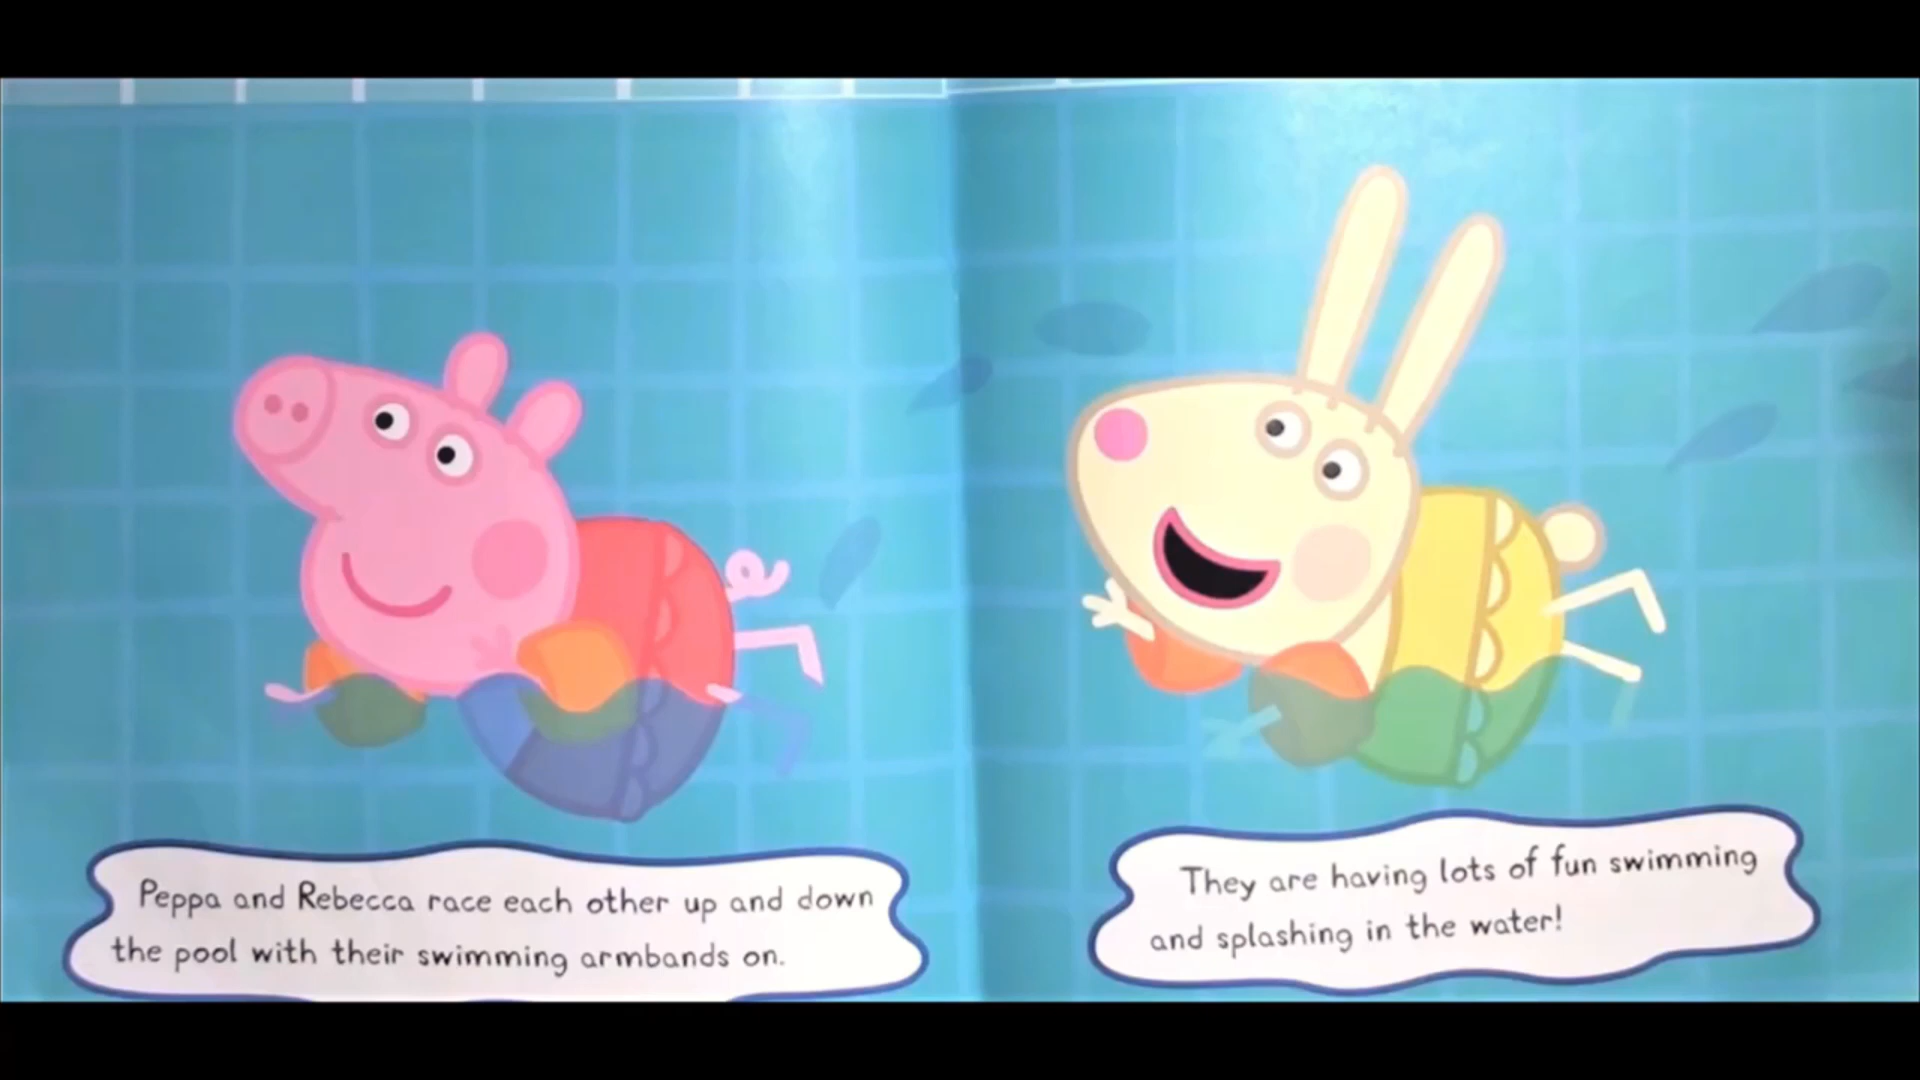 Peppa and Rebecca race each other up and down
the pool with their swimming armbands on.
They are having lots of fun swimming
and splashing in the water!